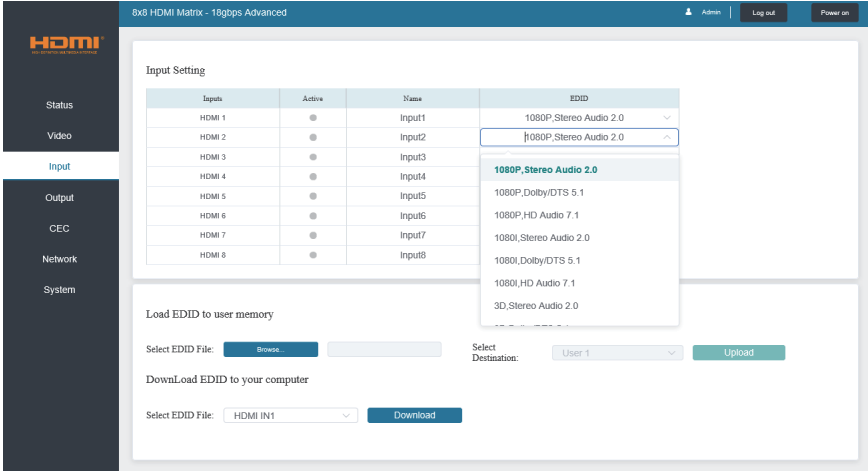 8x8 HDMI Matrix - 18gbps Advanced
Admin
Log out
Power on
HDMI
Status
Video
Input
Output
CEC
Network
System
Input Setting
Inputs Active Name EDID
HDMI 1 Input1 1080P,Stereo Audio 2.0
HDMI 2 Input2 1080P,Stereo Audio 2.0
HDMI 3 Input3
HDMI 4 Input4
HDMI 5 Input5
HDMI 6 Input6
HDMI 7 Input7
HDMI 8 Input8
1080P,Stereo Audio 2.0
1080P,Dolby/DTS 5.1
1080P,HD Audio 7.1
1080I,Stereo Audio 2.0
1080I,Dolby/DTS 5.1
1080I,HD Audio 7.1
3D,Stereo Audio 2.0
Load EDID to user memory
Select EDID File: Browse...
Select
Destination:
User 1
Upload
DownLoad EDID to your computer
Select EDID File: HDMI IN1 Download